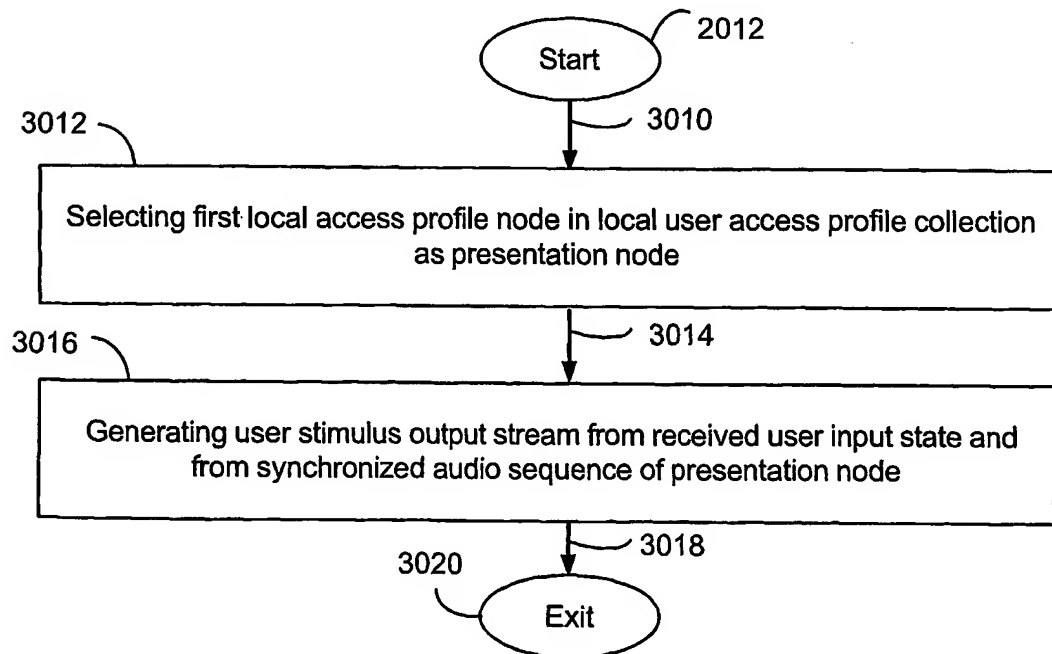 2012
Start
3010
3012
Selecting first local access profile node in local user access profile collection
as presentation node
3014
3016
Generating user stimulus output stream from received user input state and
from synchronized audio sequence of presentation node
3018
3020
Exit